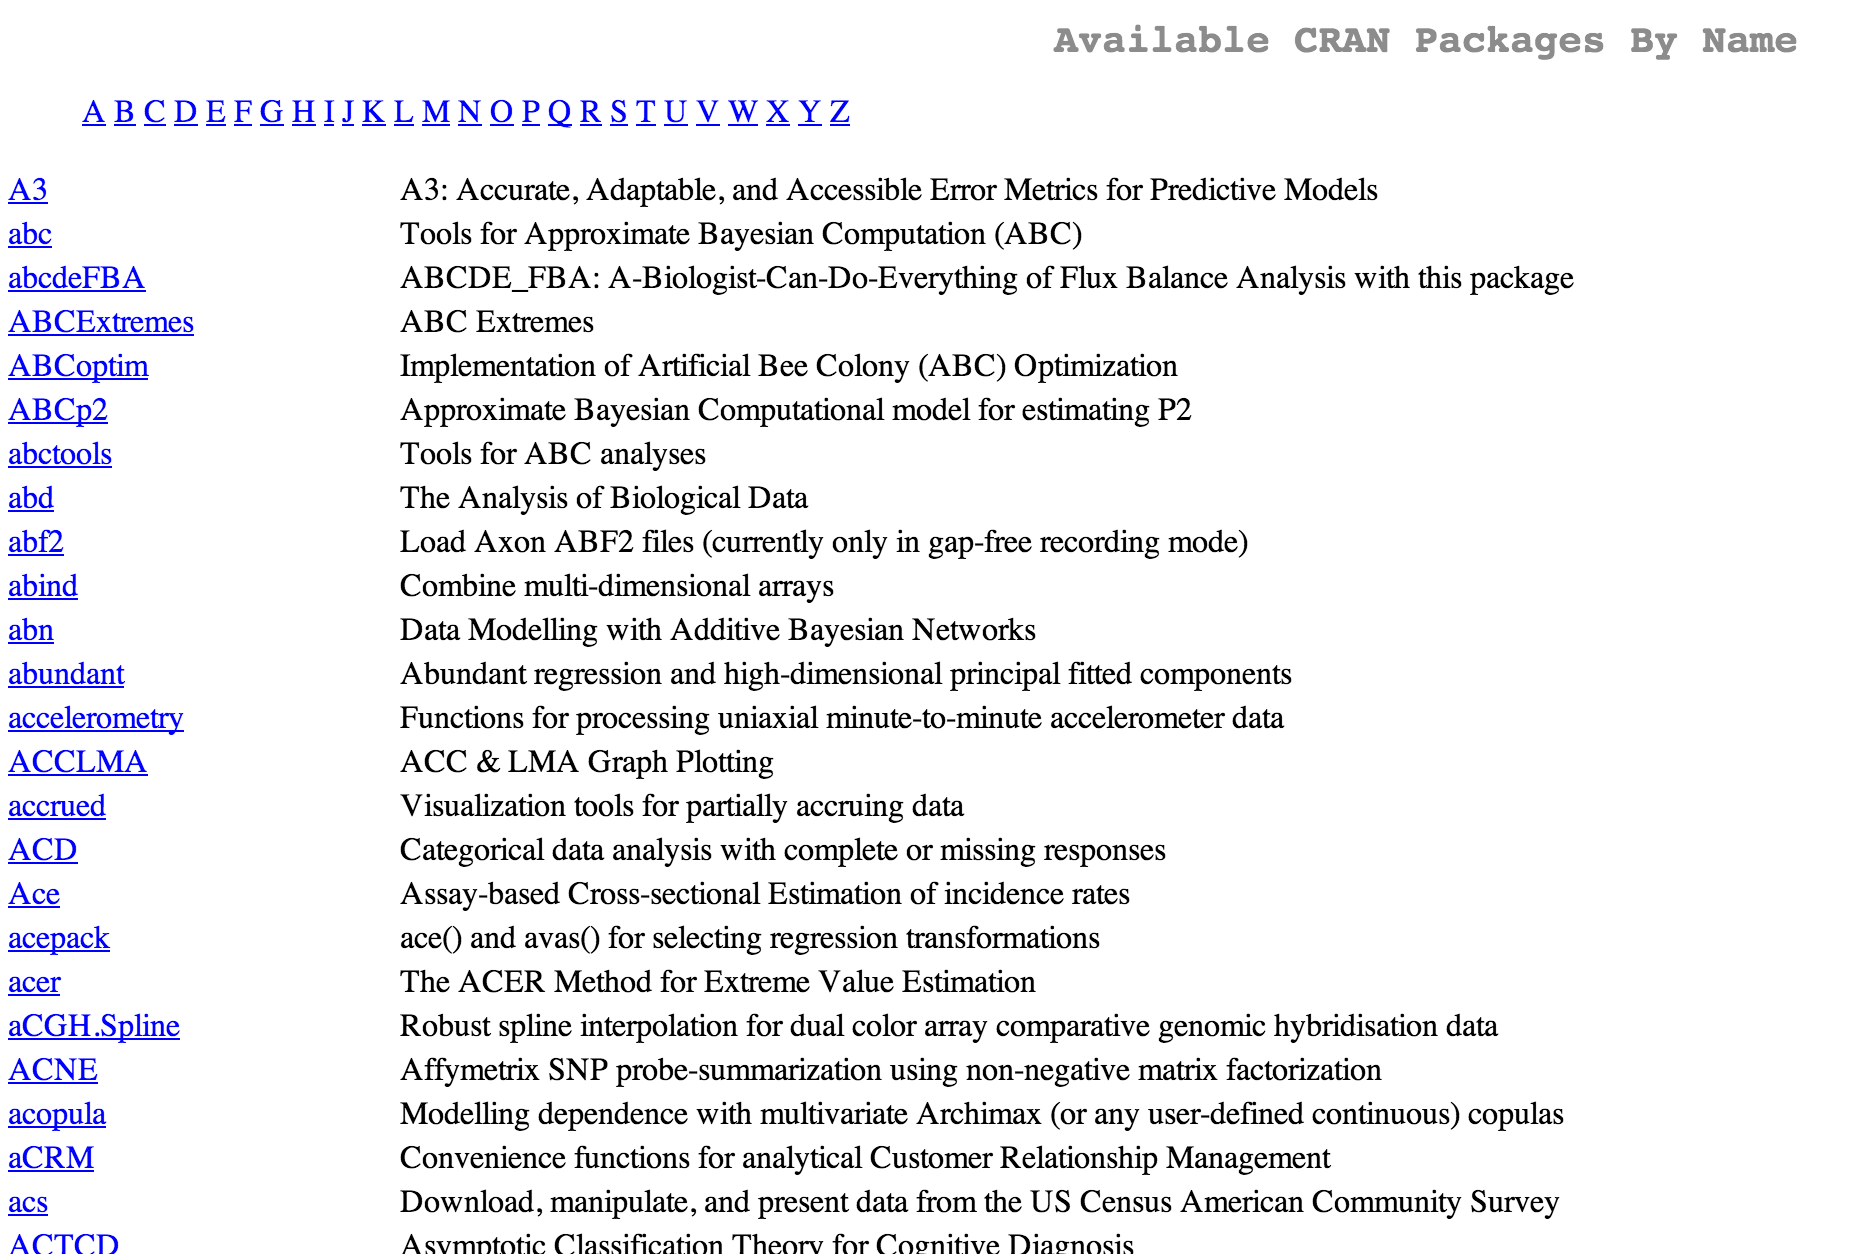 Available CRAN Packages By Name
A B C D E F G H I J K L M N O P Q R S T U V W X Y Z
A3 A3: Accurate, Adaptable, and Accessible Error Metrics for Predictive Models
abc Tools for Approximate Bayesian Computation (ABC)
abcdeFBA ABCDE_FBA: A-Biologist-Can-Do-Everything of Flux Balance Analysis with this package
ABCExtremes ABC Extremes
ABCoptim Implementation of Artificial Bee Colony (ABC) Optimization
ABCp2 Approximate Bayesian Computational model for estimating P2
abctools Tools for ABC analyses
abd The Analysis of Biological Data
abf2 Load Axon ABF2 files (currently only in gap-free recording mode)
abind Combine multi-dimensional arrays
abn Data Modelling with Additive Bayesian Networks
abundant Abundant regression and high-dimensional principal fitted components
accelerometry Functions for processing uniaxial minute-to-minute accelerometer data
ACCLMA ACC & LMA Graph Plotting
accrued Visualization tools for partially accruing data
ACD Categorical data analysis with complete or missing responses
Ace Assay-based Cross-sectional Estimation of incidence rates
acepack ace() and avas() for selecting regression transformations
acer The ACER Method for Extreme Value Estimation
aCGH.Spline Robust spline interpolation for dual color array comparative genomic hybridisation data
ACNE Affymetrix SNP probe-summarization using non-negative matrix factorization
acopula Modelling dependence with multivariate Archimax (or any user-defined continuous) copulas
aCRM Convenience functions for analytical Customer Relationship Management
acs Download, manipulate, and present data from the US Census American Community Survey
ACTCD Asymptotic Classification Theory for Cognitive Diagnosis